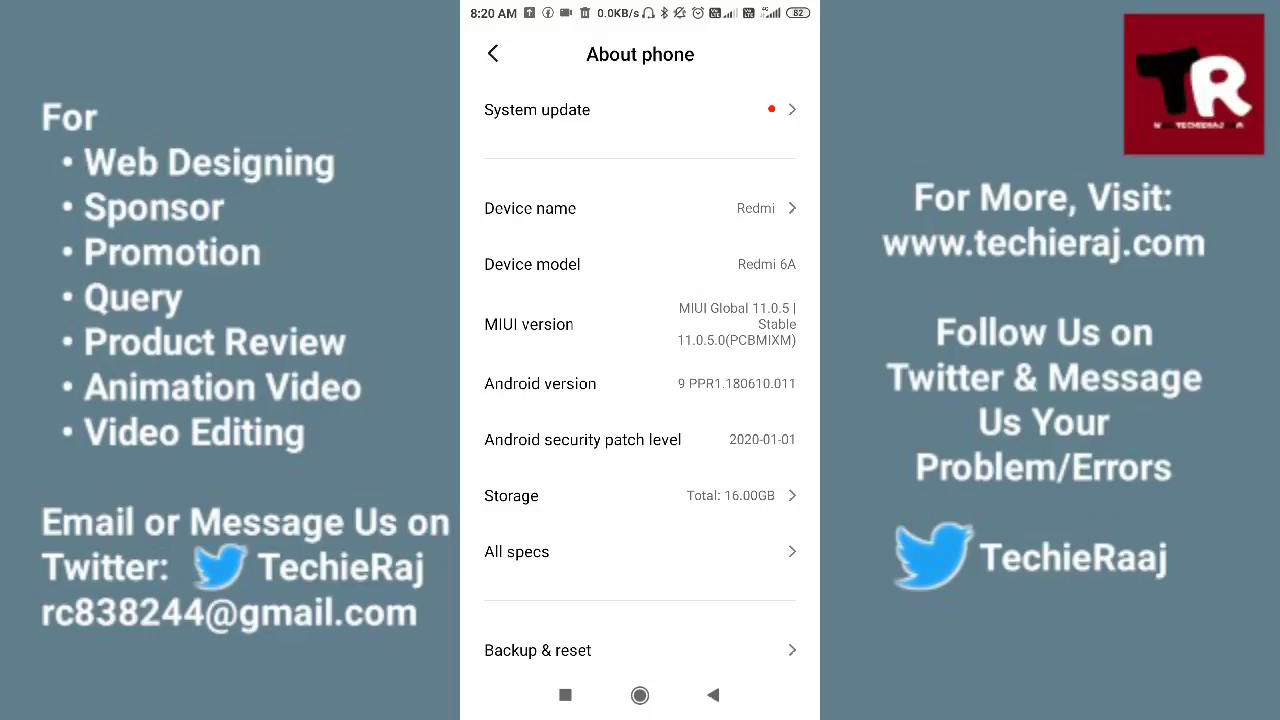 For
• Web Designing
• Sponsor
• Promotion
• Query
• Product Review
• Animation Video
• Video Editing
Email or Message Us on
Twitter: TechieRaj
rc838244@gmail.com
8:20 AM 0.0KB/s 82
About phone
System update
Device name Redmi
Device model Redmi 6A
MIUI version MIUI Global 11.0.5 |
Stable
11.0.5.0(PCBMIXM)
Android version 9 PPR1.180610.011
Android security patch level 2020-01-01
Storage Total: 16.00GB
All specs
Backup & reset
TR
For More, Visit:
www.techieraj.com
Follow Us on
Twitter & Message
Us Your
Problem/Errors
TechieRaaj